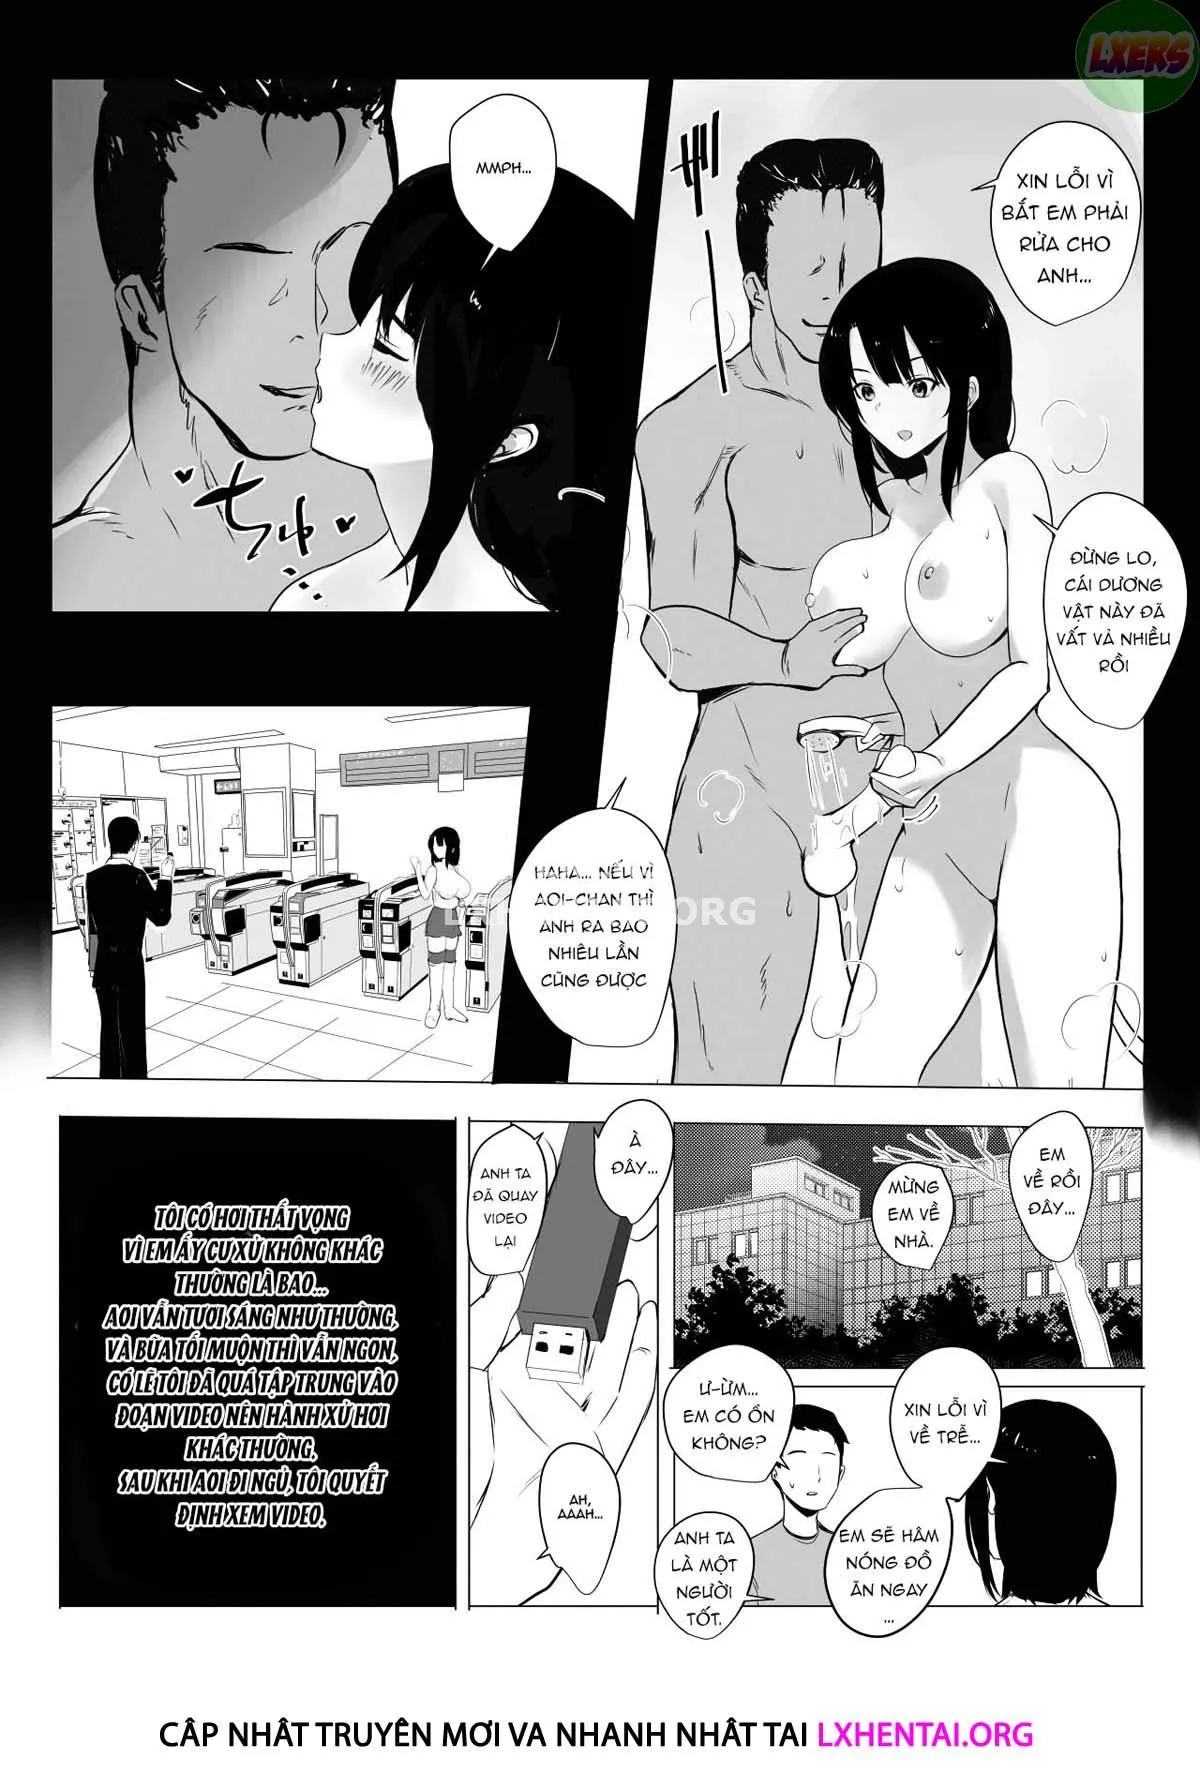 LXERS
XIN LỖI VÌ
BẮT EM PHẢI
RỬA CHO
ANH...
ĐỪNG LO,
CÁI DƯƠNG
VẬT NÀY ĐÃ
VẤT VẢ NHIỀU
RỒI
HAHA... NẾU VÌ
AOI-CHAN THÌ
ANH RA BAO
NHIÊU LẦN
CŨNG ĐƯỢC
MMPH...
ちゅ
EM
VỀ RỒI
ĐÂY...
MỪNG
EM VỀ
NHÀ.
XIN LỖI VÌ
VỀ TRỄ...
EM SẼ HÂM
NÓNG ĐỒ
ĂN NGAY
...
Ư-ỪM...
EM CÓ ỔN
KHÔNG?
ANH TA
LÀ MỘT
NGƯỜI
TỐT.
À
ĐÂY...
ANH TA
ĐÃ QUAY
VIDEO
LẠI
AH,
AAAH...
TÔI CÓ HƠI THẤT VỌNG
VÌ EM ẤY CƯ XỬ KHÔNG KHÁC
THƯỜNG LÀ BAO...
AOI VẪN TƯƠI SÁNG NHƯ THƯỜNG,
VÀ BỮA TỐI MUỘN THÌ VẪN NGON,
CÓ LẼ TÔI ĐÃ QUÁ TẬP TRUNG VÀO
ĐOẠN VIDEO NÊN HÀNH XỬ HƠI
KHÁC THƯỜNG.
SAU KHI AOI ĐI NGỦ, TÔI QUYẾT
ĐỊNH XEM VIDEO.
CẬP NHẬT TRUYỆN MỚI VÀ NHANH NHẤT TẠI LXHENTAI.ORG